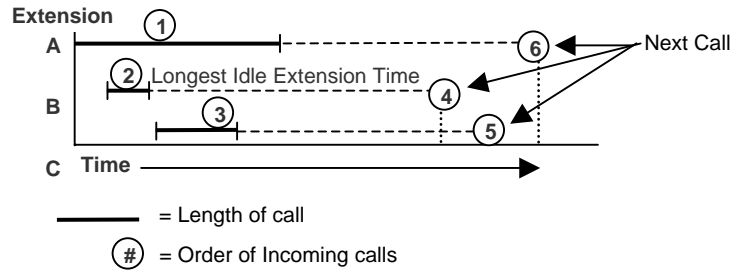 Extension
1
A
6
Next Call
2 Longest Idle Extension Time
4
B
3
5
C Time
= Length of call
# = Order of Incoming calls